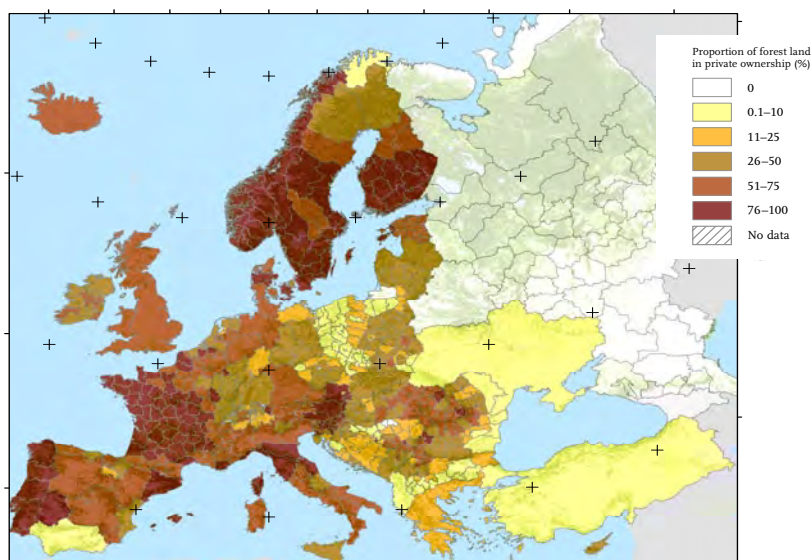 Proportion of forest land
in private ownership (%)
0
0.1–10
11–25
26–50
51–75
76–100
No data